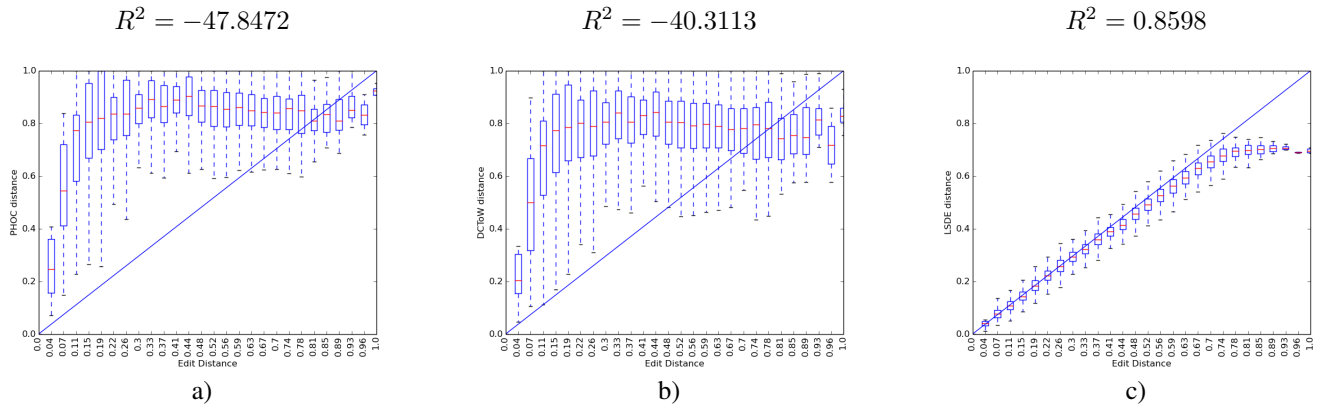 R² = −47.8472
R² = −40.3113
R² = 0.8598
1.0
0.8
0.6
0.4
0.2
0.0
PHOC distance
0.0 0.04 0.07 0.11 0.15 0.19 0.22 0.26 0.3 0.33 0.37 0.41 0.44 0.48 0.52 0.56 0.59 0.63 0.67 0.7 0.74 0.78 0.81 0.85 0.89 0.93 0.96 1.0
Edit Distance
a)
1.0
0.8
0.6
0.4
0.2
0.0
DCToW distance
0.0 0.04 0.07 0.11 0.15 0.19 0.22 0.26 0.3 0.33 0.37 0.41 0.44 0.48 0.52 0.56 0.59 0.63 0.67 0.7 0.74 0.78 0.81 0.85 0.89 0.93 0.96 1.0
Edit Distance
b)
1.0
0.8
0.6
0.4
0.2
0.0
LSDE distance
0.0 0.04 0.07 0.11 0.15 0.19 0.22 0.26 0.3 0.33 0.37 0.41 0.44 0.48 0.52 0.56 0.59 0.63 0.67 0.7 0.74 0.78 0.81 0.85 0.89 0.93 0.96 1.0
Edit Distance
c)